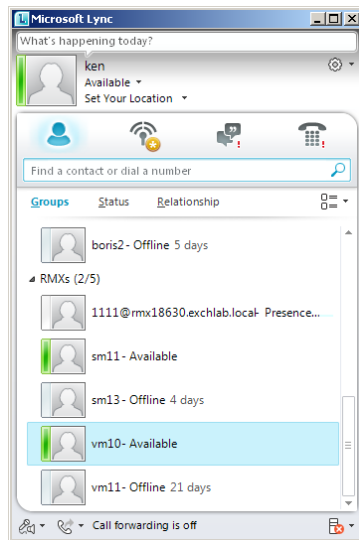 Microsoft Lync
What's happening today?
ken
Available
Set Your Location
Find a contact or dial a number
Groups Status Relationship
boris2 - Offline 5 days
RMXs (2/5)
1111@rmx18630.exchlab.local- Presence...
sm11 - Available
sm13 - Offline 4 days
vm10- Available
vm11 - Offline 21 days
Call forwarding is off